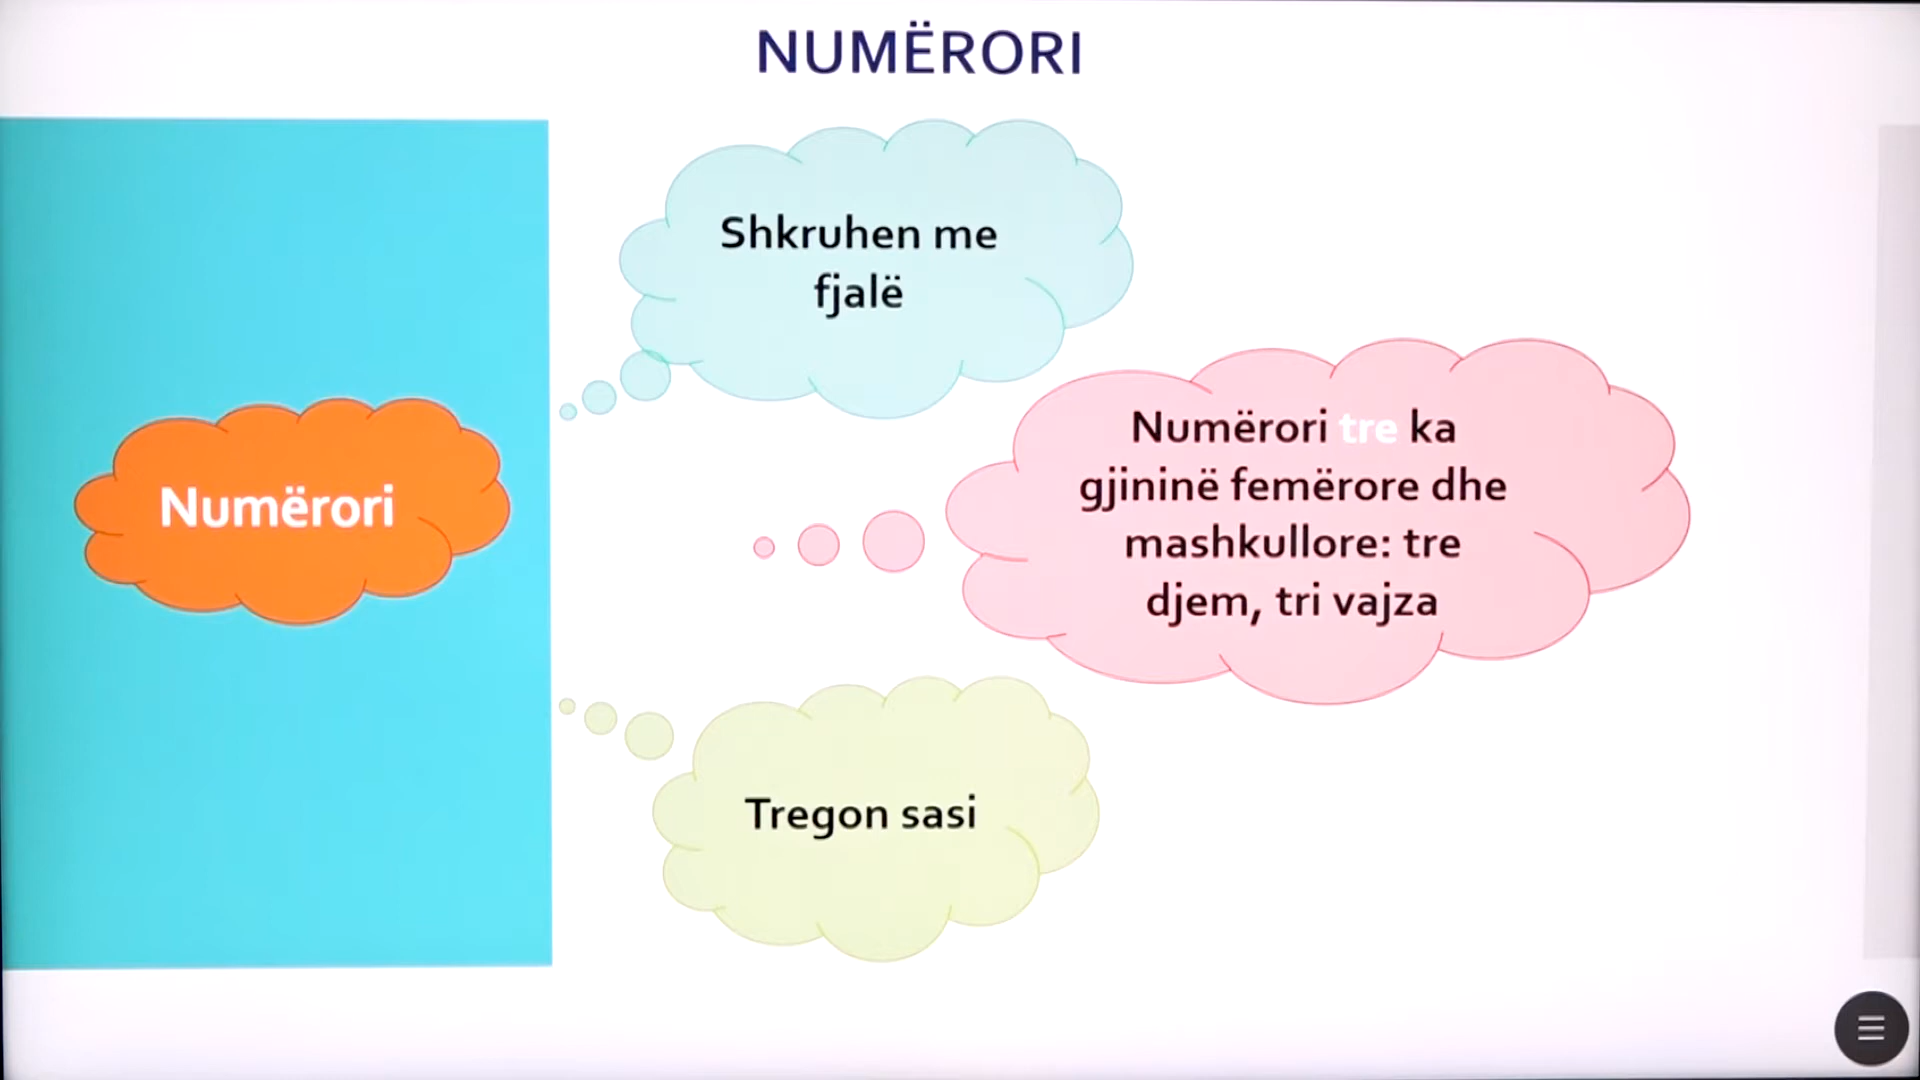 NUMËRORI
Shkruhen me
fjalë
Numërori
Numërori tre ka
gjininë femërore dhe
mashkullore: tre
djem, tri vajza
Tregon sasi